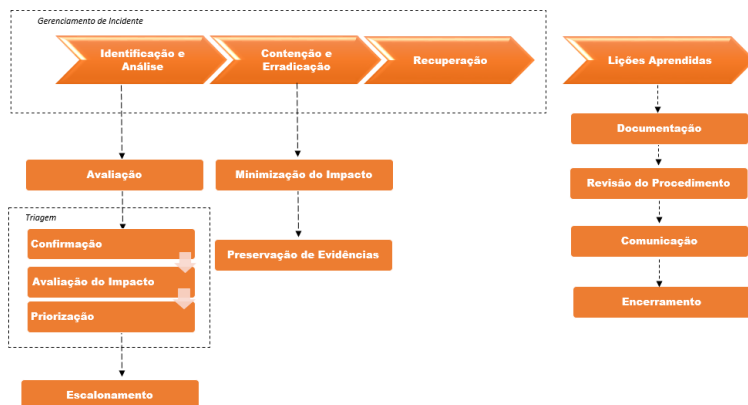 Gerenciamento de Incidente
Identificação e
Análise
Contenção e
Erradicação
Recuperação
Lições Aprendidas
Avaliação
Triagem
Confirmação
Avaliação do Impacto
Priorização
Escalonamento
Minimização do Impacto
Preservação de Evidências
Documentação
Revisão do Procedimento
Comunicação
Encerramento